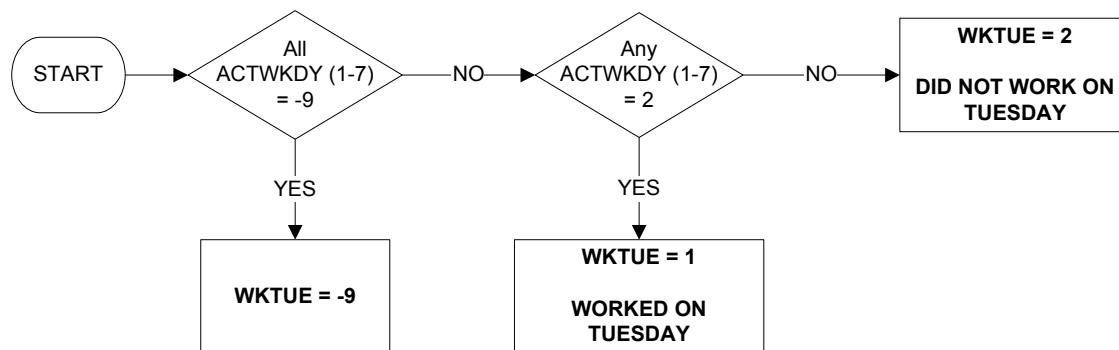 START
All
ACTWKDY (1-7)
= -9
NO
Any
ACTWKDY (1-7)
= 2
NO
WKTUE = 2
DID NOT WORK ON
TUESDAY
YES
YES
WKTUE = -9
WKTUE = 1
WORKED ON
TUESDAY